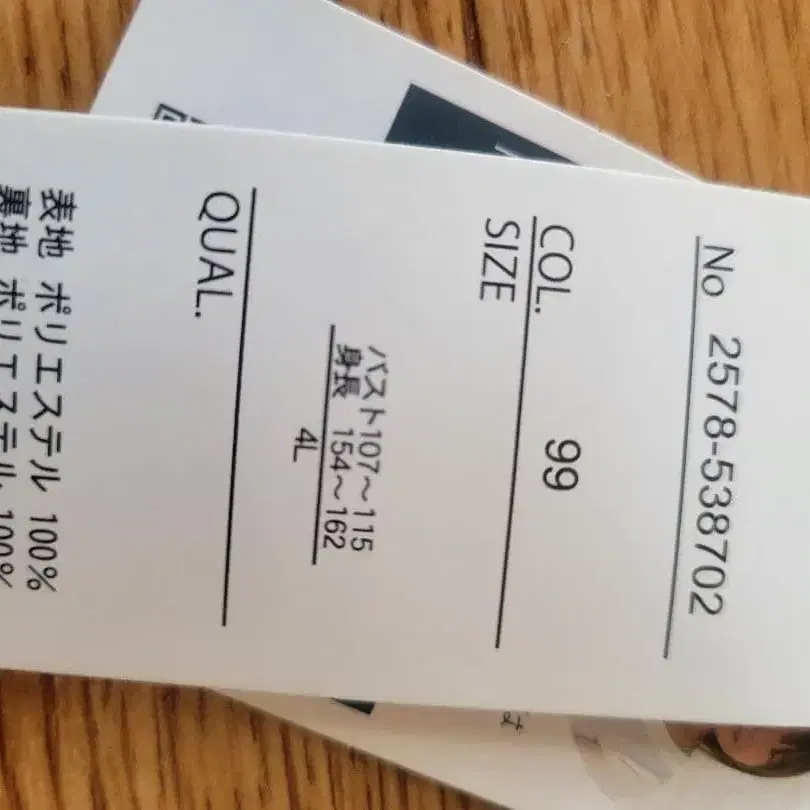 No 2578-538702
COL. 99
SIZE
バスト107〜115
身長 154〜162
4L
QUAL.
表地 ポリエステル 100%
裏地 ポリエステル 100%